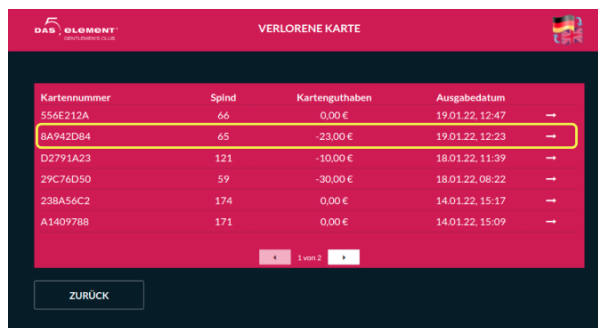 DAS 5. ELEMENT
GENTLEMEN'S CLUB
VERLORENE KARTE
Kartennummer Spind Kartenguthaben Ausgabedatum
556E212A 66 0,00 € 19.01.22, 12:47 →
8A942D84 65 -23,00 € 19.01.22, 12:23 →
D2791A23 121 -10,00 € 18.01.22, 11:39 →
29C76D50 59 -30,00 € 18.01.22, 08:22 →
238A56C2 174 0,00 € 14.01.22, 15:17 →
A1409788 171 0,00 € 14.01.22, 15:09 →
1 von 2
ZURÜCK